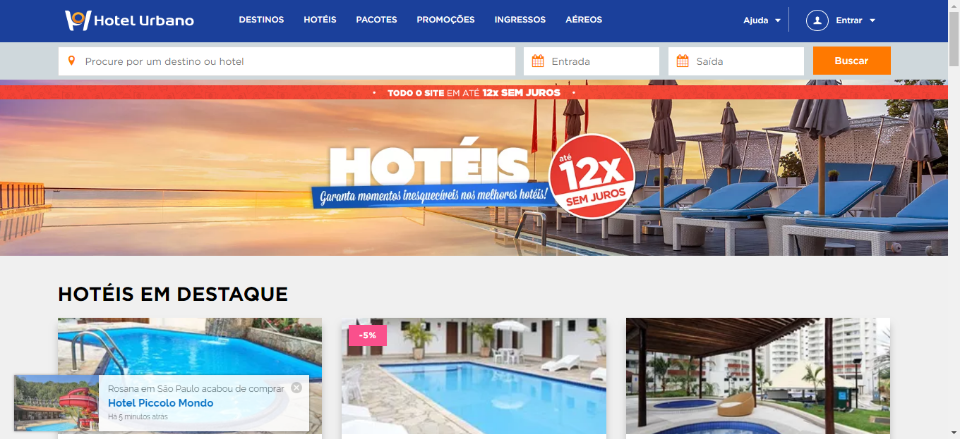 Hotel Urbano
DESTINOS HOTÉIS PACOTES PROMOÇÕES INGRESSOS AÉREOS
Ajuda
Entrar
Procure por um destino ou hotel
Entrada
Saída
Buscar
• TODO O SITE EM ATÉ 12x SEM JUROS •
HOTÉIS
Garanta momentos inesquecíveis nos melhores hotéis!
até
12x
SEM JUROS
HOTÉIS EM DESTAQUE
-5%
Rosana em São Paulo acabou de comprar
Hotel Piccolo Mondo
Há 5 minutos atrás